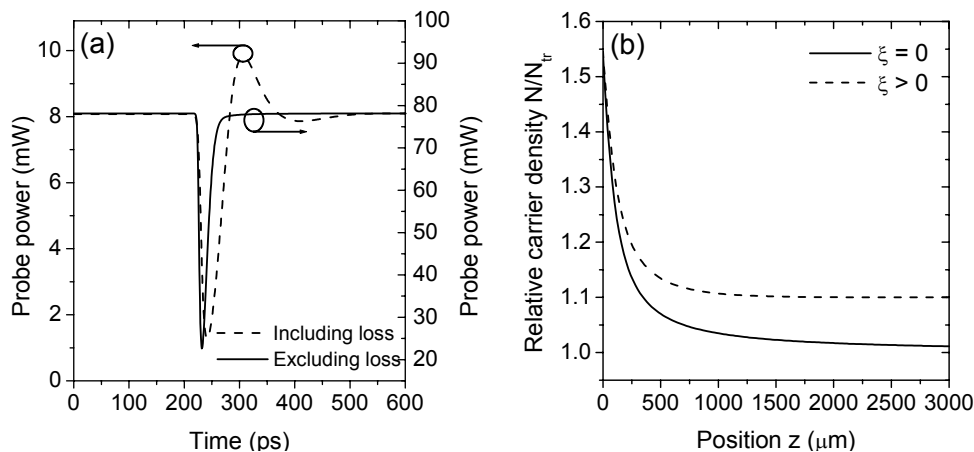 (a)
Probe power (mW)
10
8
6
4
2
0
0 100 200 300 400 500 600
Time (ps)
100
90
80
70
60
50
40
30
20
Probe power (mW)
Including loss
Excluding loss
(b)
Relative carrier density N/N_tr
1.6
1.5
1.4
1.3
1.2
1.1
1.0
0 500 1000 1500 2000 2500 3000
Position z (μm)
ξ = 0
ξ > 0